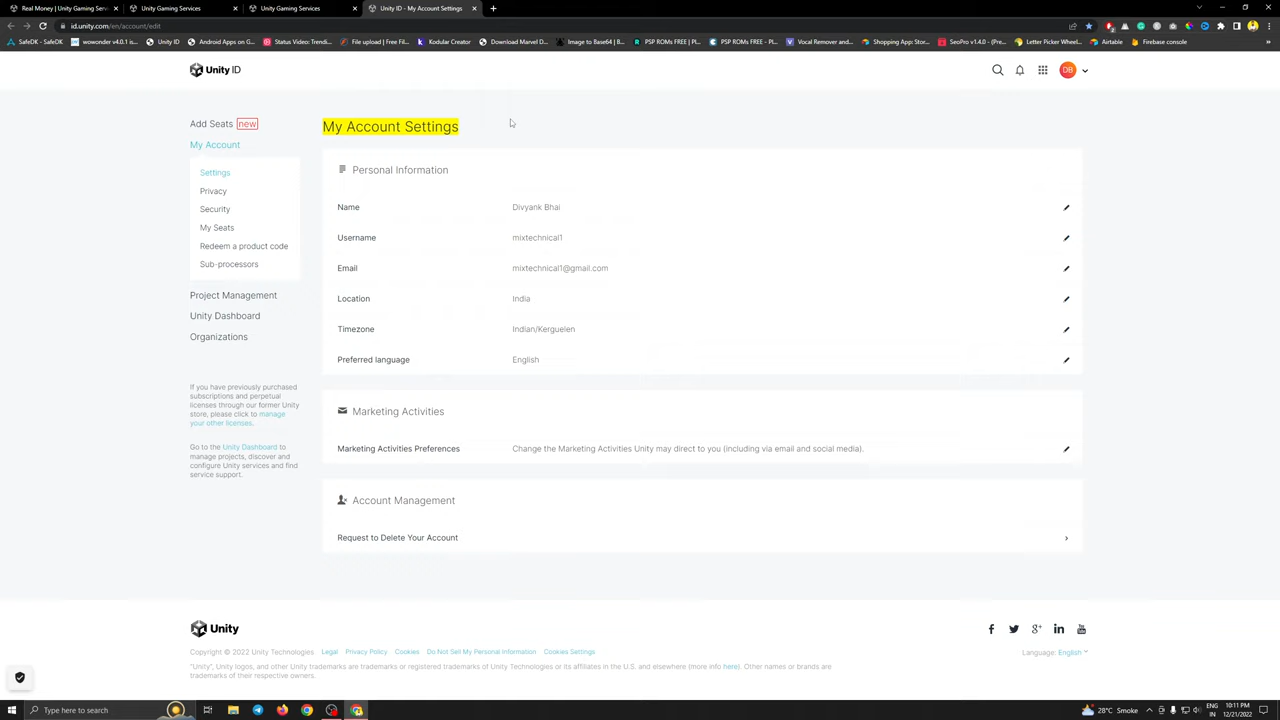 Real Money | Unity Gaming Serv
Unity Gaming Services
Unity Gaming Services
Unity ID - My Account Settings
id.unity.com/en/account/edit
SafeDK - SafeDK
wowonder v4.0.1 is...
Unity ID
Android Apps on G...
Status Video: Trendi...
File upload | Free Fil...
Kodular Creator
Download Marvel D...
Image to Base64 | B...
PSP ROMs FREE | Pl...
PSP ROMs FREE - Pl...
Vocal Remover and...
Shopping App: Stor...
SeoPro v1.4.0 - (Pre...
Letter Picker Wheel...
Airtable
Firebase console
»
Unity ID
DB
Add Seats new
My Account
Settings
Privacy
Security
My Seats
Redeem a product code
Sub-processors
Project Management
Unity Dashboard
Organizations
If you have previously purchased
subscriptions and perpetual
licenses through our former Unity
store, please click to manage
your other licenses.
Go to the Unity Dashboard to
manage projects, discover and
configure Unity services and find
service support.
My Account Settings
Personal Information
Name Divyank Bhai
Username mixtechnical1
Email mixtechnical1@gmail.com
Location India
Timezone Indian/Kerguelen
Preferred language English
Marketing Activities
Marketing Activities Preferences Change the Marketing Activities Unity may direct to you (including via email and social media).
Account Management
Request to Delete Your Account
Unity
Copyright © 2022 Unity Technologies Legal Privacy Policy Cookies Do Not Sell My Personal Information Cookies Settings
Language: English
"Unity", Unity logos, and other Unity trademarks are trademarks or registered trademarks of Unity Technologies or its affiliates in the U.S. and elsewhere (more info here). Other names or brands are
trademarks of their respective owners.
Type here to search
28°C Smoke
ENG
IN
10:11 PM
12/21/2022